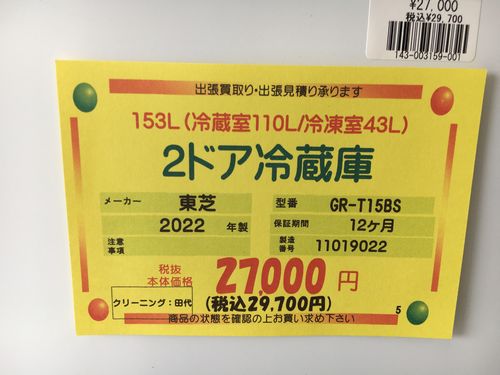 ¥27,000
税込¥29,700
143-003159-001
出張買取り・出張見積り承ります
153L(冷蔵室110L/冷凍室43L)
2ドア冷蔵庫
メーカー 東芝 型番 GR-T15BS
2022 年製 保証期間 12ヶ月
注意事項 製造番号 11019022
税抜
本体価格 27,000 円
クリーニング:田代 (税込29,700円)
5
商品の状態を確認の上お買い求め下さい